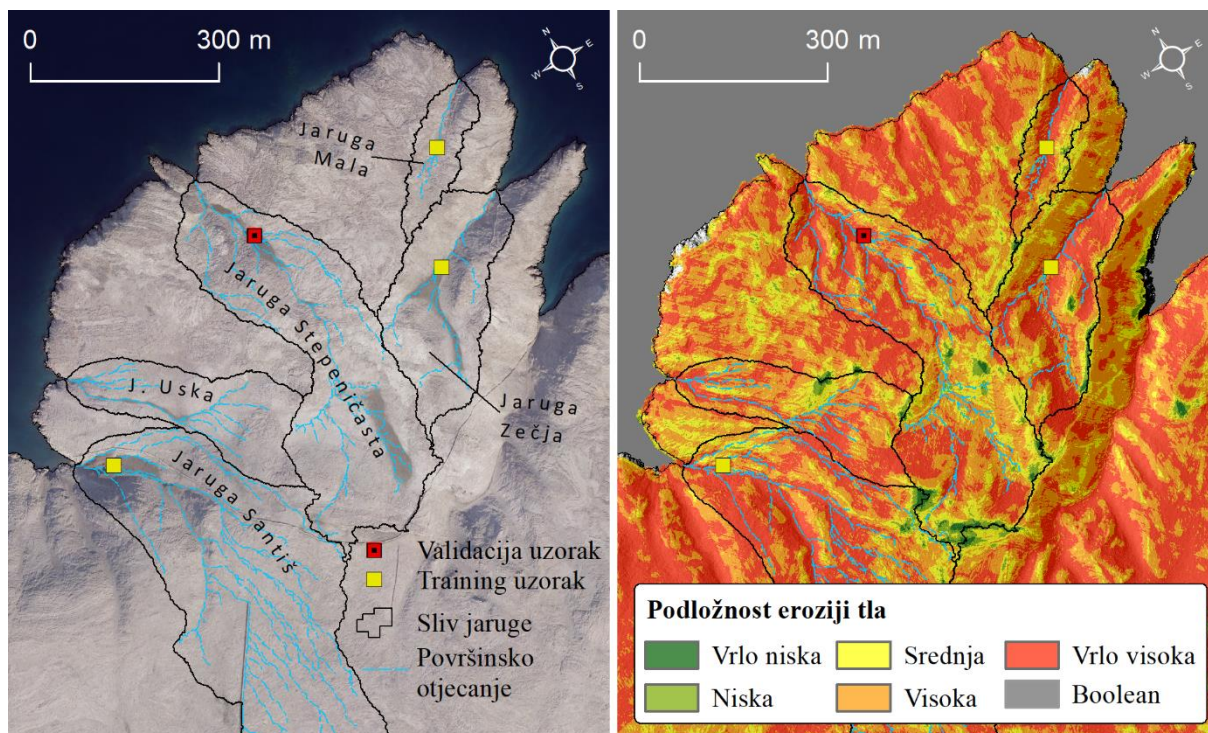 0 300 m
N
E
W
S
Jaruga
Mala
Jaruga Stepeničasta
J. Uska
Jaruga
Zečja
Jaruga Santiš
Validacija uzorak
Training uzorak
Sliv jaruge
Površinsko
otjecanje
0 300 m
N
E
W
S
Podložnost eroziji tla
Vrlo niska Srednja Vrlo visoka
Niska Visoka Boolean